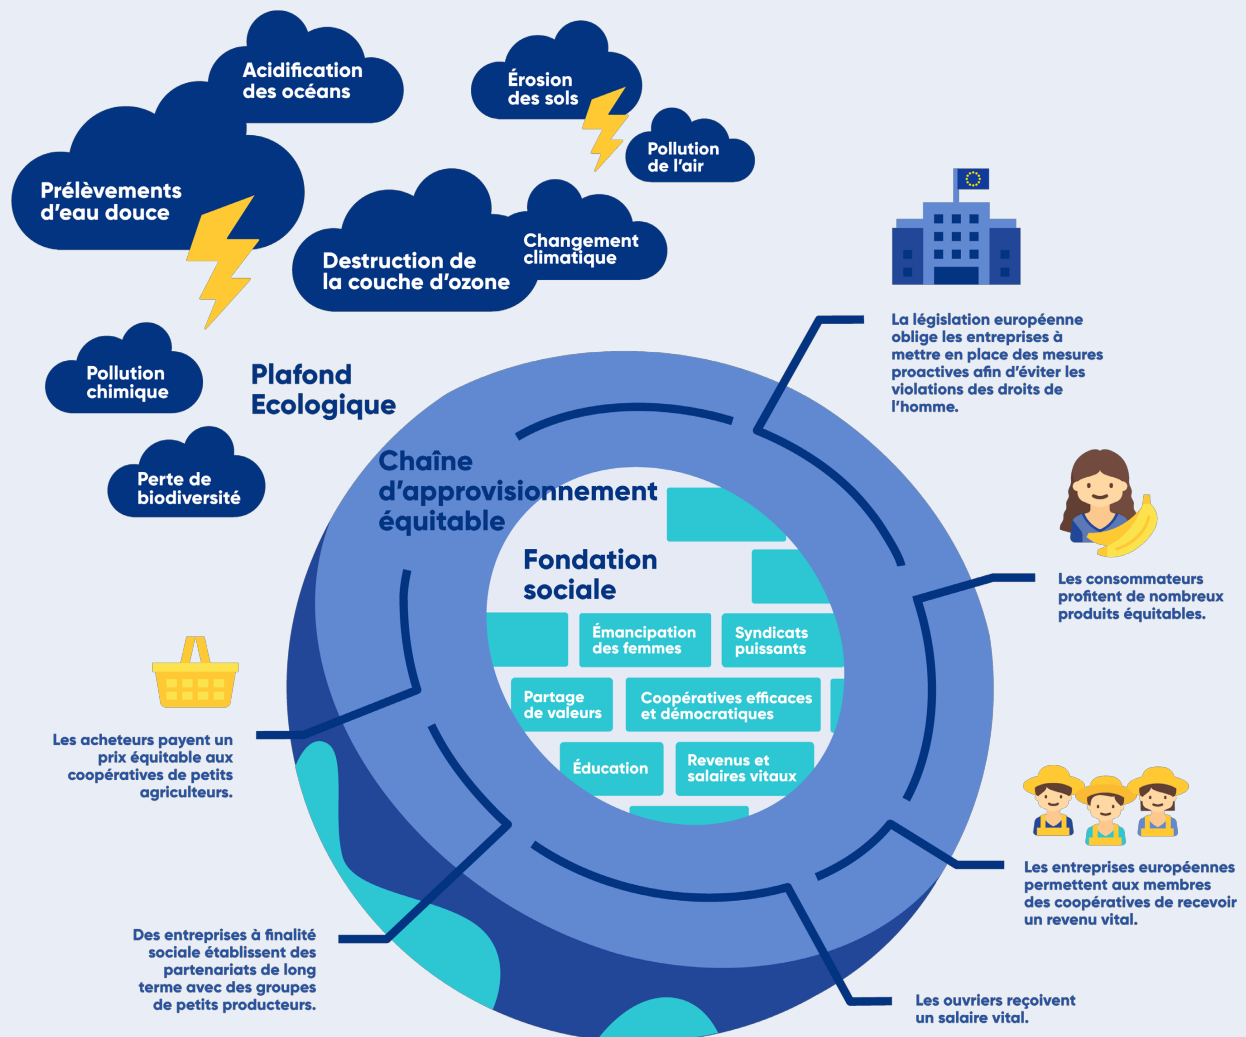 Acidification
des océans
Érosion
des sols
Pollution
de l'air
Prélèvements
d'eau douce
Changement
climatique
Destruction de
la couche d'ozone
Pollution
chimique
Perte de
biodiversité
Plafond
Ecologique
Chaîne
d'approvisionnement
équitable
Fondation
sociale
Émancipation
des femmes
Syndicats
puissants
Partage
de valeurs
Coopératives efficaces
et démocratiques
Éducation
Revenus et
salaires vitaux
La législation européenne
oblige les entreprises à
mettre en place des mesures
proactives afin d'éviter les
violations des droits de
l'homme.
Les consommateurs
profitent de nombreux
produits équitables.
Les entreprises européennes
permettent aux membres
des coopératives de recevoir
un revenu vital.
Les ouvriers reçoivent
un salaire vital.
Des entreprises à finalité
sociale établissent des
partenariats de long
terme avec des groupes
de petits producteurs.
Les acheteurs payent un
prix équitable aux
coopératives de petits
agriculteurs.